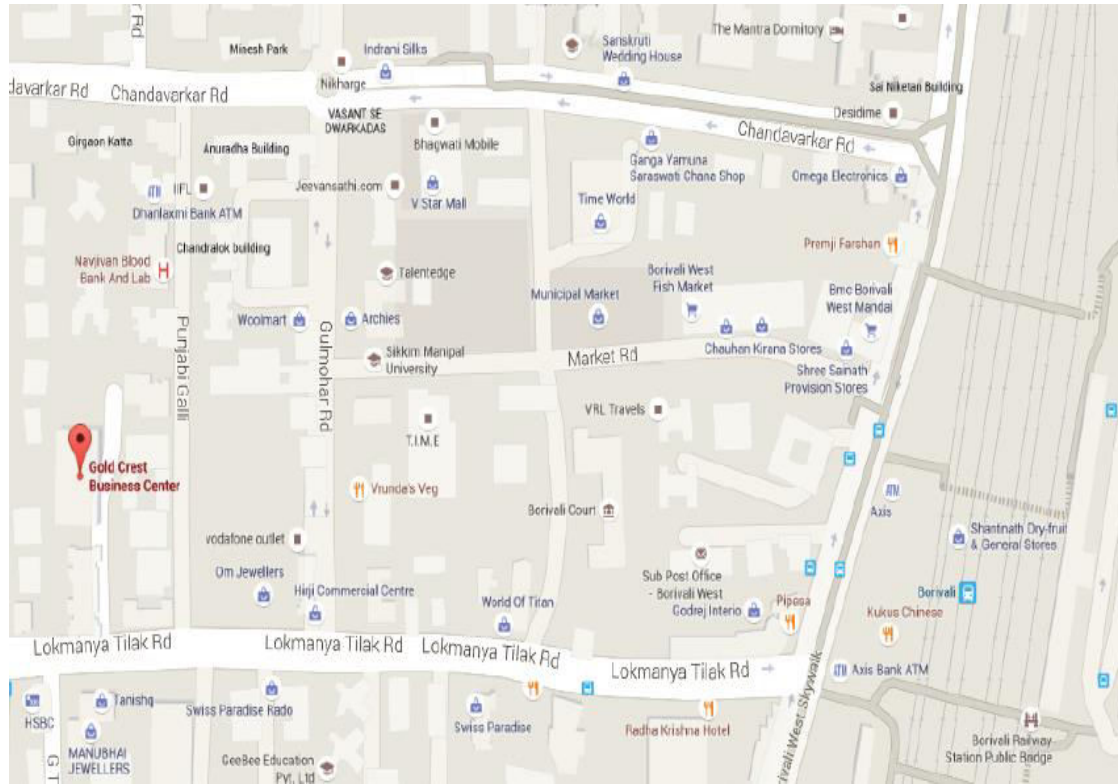 The Mantra Dormitory
Sanskruti
Wedding House
Minesh Park
Indrani Silks
Nikharge
Sai Niketan Building
davarkar Rd
Chandavarkar Rd
Desidime
VASANT SE
DWARKADAS
Chandavarkar Rd
Girgaon Katta
Anuradha Building
Bhagwati Mobile
Ganga Yamuna
Saraswati Chana Shop
Omega Electronics
IIFL
Jeevansathi.com
V Star Mall
Time World
Dhanlaxmi Bank ATM
Chandralok building
Premji Farshan
Navjivan Blood
Bank And Lab
Talentedge
Borivali West
Fish Market
Municipal Market
Bmc Borivali
West Mandai
Woolmart
Archies
Punjabi Galli
Gulmohar Rd
Sikkim Manipal
University
Market Rd
Chauhan Kirana Stores
Shree Sainath
Provision Stores
VRL Travels
T.I.M.E
Gold Crest
Business Center
Vrunda's Veg
Borivali Court
ATM
Axis
vodafone outlet
Shantinath Dry-fruit
& General Stores
Om Jewellers
Sub Post Office
- Borivali West
Hirji Commercial Centre
World Of Titan
Godrej Interio
Piposa
Borivali
Kukus Chinese
Lokmanya Tilak Rd
Lokmanya Tilak Rd
Lokmanya Tilak Rd
Lokmanya Tilak Rd
Axis Bank ATM
HSBC
Tanishq
Swiss Paradise Rado
Swiss Paradise
Radha Krishna Hotel
rivali West Skywalk
MANUBHAI
JEWELLERS
G T
GeeBee Education
Pvt. Ltd
Borivali Railway
Station Public Bridge